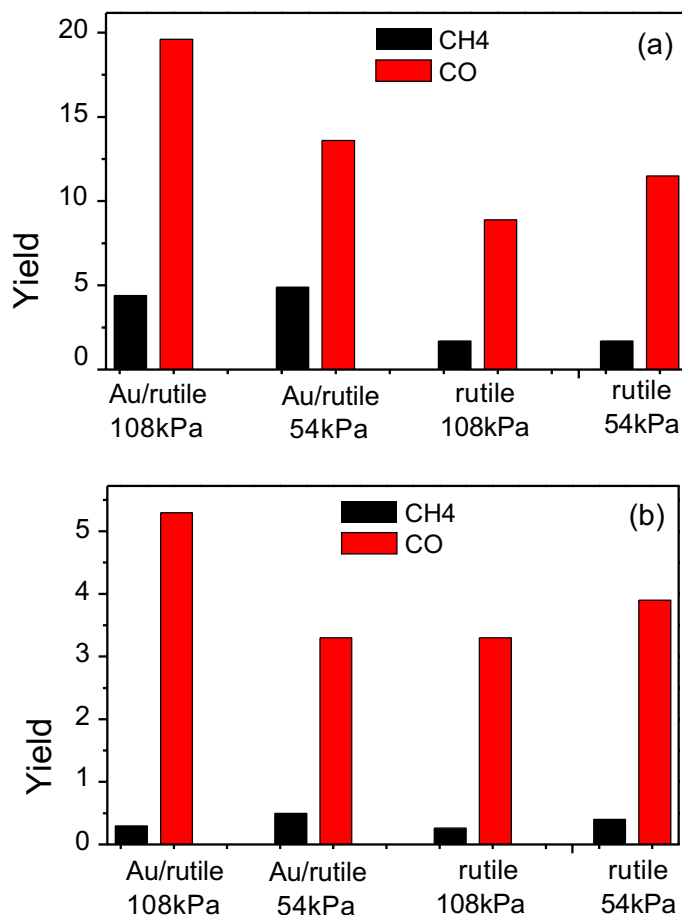 20
15
10
5
0
Yield
CH4
CO
(a)
Au/rutile
108kPa
Au/rutile
54kPa
rutile
108kPa
rutile
54kPa
5
4
3
2
1
0
Yield
CH4
CO
(b)
Au/rutile
108kPa
Au/rutile
54kPa
rutile
108kPa
rutile
54kPa